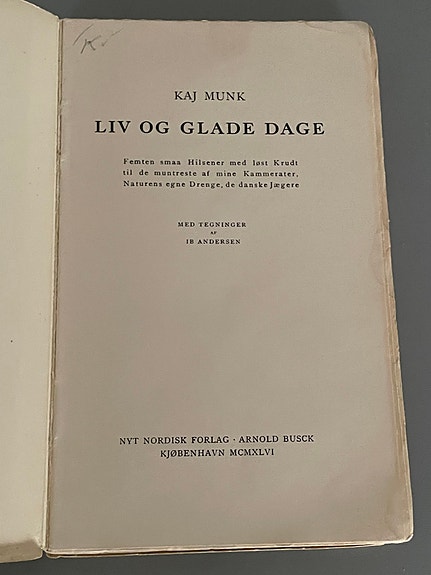 KAJ MUNK
LIV OG GLADE DAGE
Femten smaa Hilsener med løst Krudt
til de muntreste af mine Kammerater,
Naturens egne Drenge, de danske Jægere
MED TEGNINGER
AF
IB ANDERSEN
NYT NORDISK FORLAG · ARNOLD BUSCK
KJØBENHAVN MCMXLVI